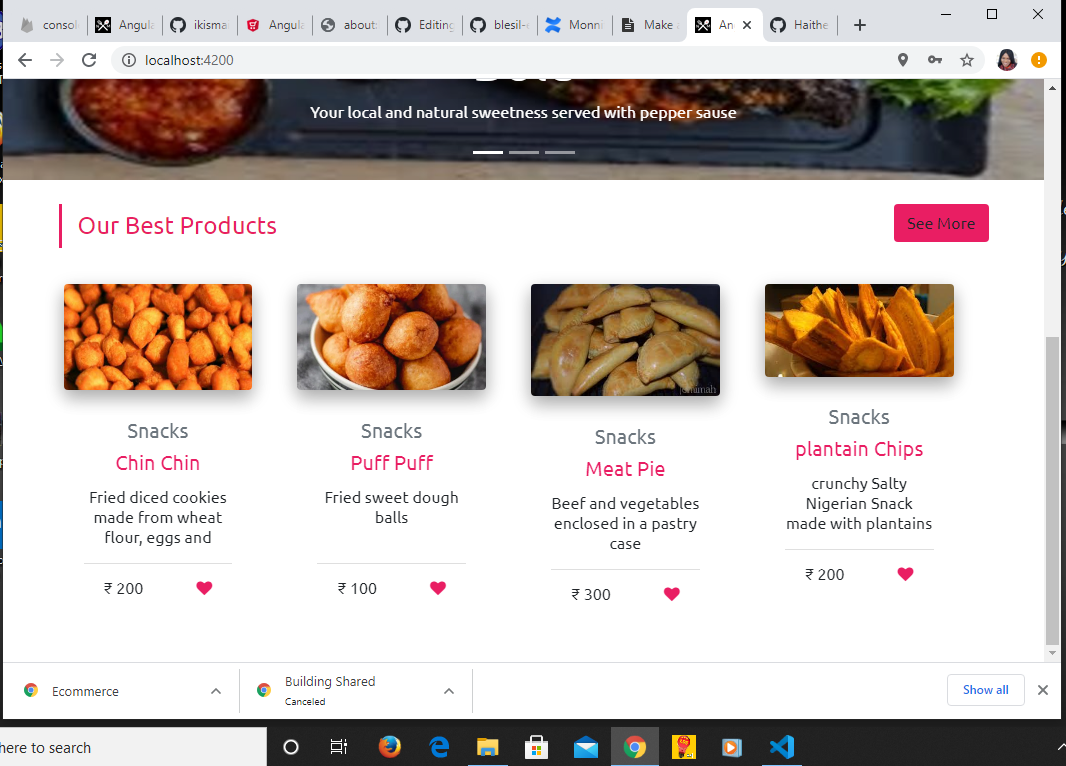 consol
Angula
ikisma
Angula
about:
Editing
blesil-
Monni
Make a
An
Haithe
localhost:4200
Your local and natural sweetness served with pepper sause
Our Best Products
See More
jehumah
Snacks
Chin Chin
Fried diced cookies
made from wheat
flour, eggs and
₹ 200
Snacks
Puff Puff
Fried sweet dough
balls
₹ 100
Snacks
Meat Pie
Beef and vegetables
enclosed in a pastry
case
₹ 300
Snacks
plantain Chips
crunchy Salty
Nigerian Snack
made with plantains
₹ 200
Ecommerce
Building Shared
Canceled
Show all
here to search